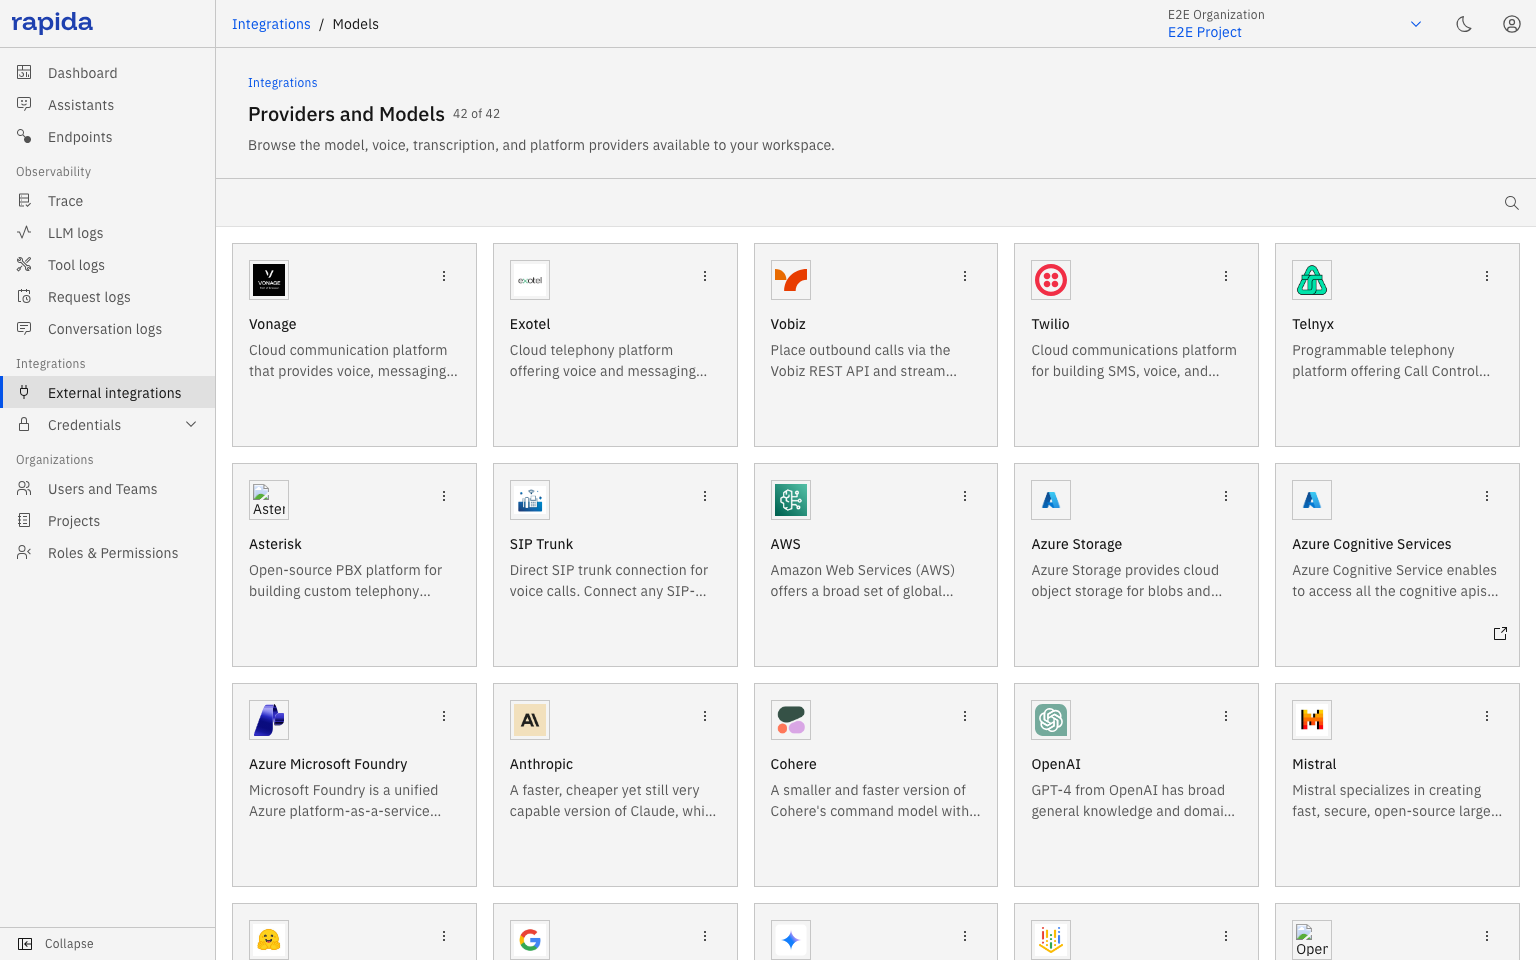 rapida
Integrations / Models
E2E Organization
E2E Project
Dashboard
Assistants
Endpoints
Observability
Trace
LLM logs
Tool logs
Request logs
Conversation logs
Integrations
External integrations
Credentials
Organizations
Users and Teams
Projects
Roles & Permissions
Collapse
Integrations
Providers and Models 42 of 42
Browse the model, voice, transcription, and platform providers available to your workspace.
VONAGE
Vonage
Cloud communication platform
that provides voice, messaging...
exotel
Exotel
Cloud telephony platform
offering voice and messaging...
Vobiz
Place outbound calls via the
Vobiz REST API and stream...
Twilio
Cloud communications platform
for building SMS, voice, and...
Telnyx
Programmable telephony
platform offering Call Control...
Aster
Asterisk
Open-source PBX platform for
building custom telephony...
SIP Trunk
Direct SIP trunk connection for
voice calls. Connect any SIP-...
AWS
Amazon Web Services (AWS)
offers a broad set of global...
Azure Storage
Azure Storage provides cloud
object storage for blobs and...
Azure Cognitive Services
Azure Cognitive Service enables
to access all the cognitive apis...
Azure Microsoft Foundry
Microsoft Foundry is a unified
Azure platform-as-a-service...
Anthropic
A faster, cheaper yet still very
capable version of Claude, whi...
Cohere
A smaller and faster version of
Cohere's command model with...
OpenAI
GPT-4 from OpenAI has broad
general knowledge and domai...
Mistral
Mistral specializes in creating
fast, secure, open-source large...
Open